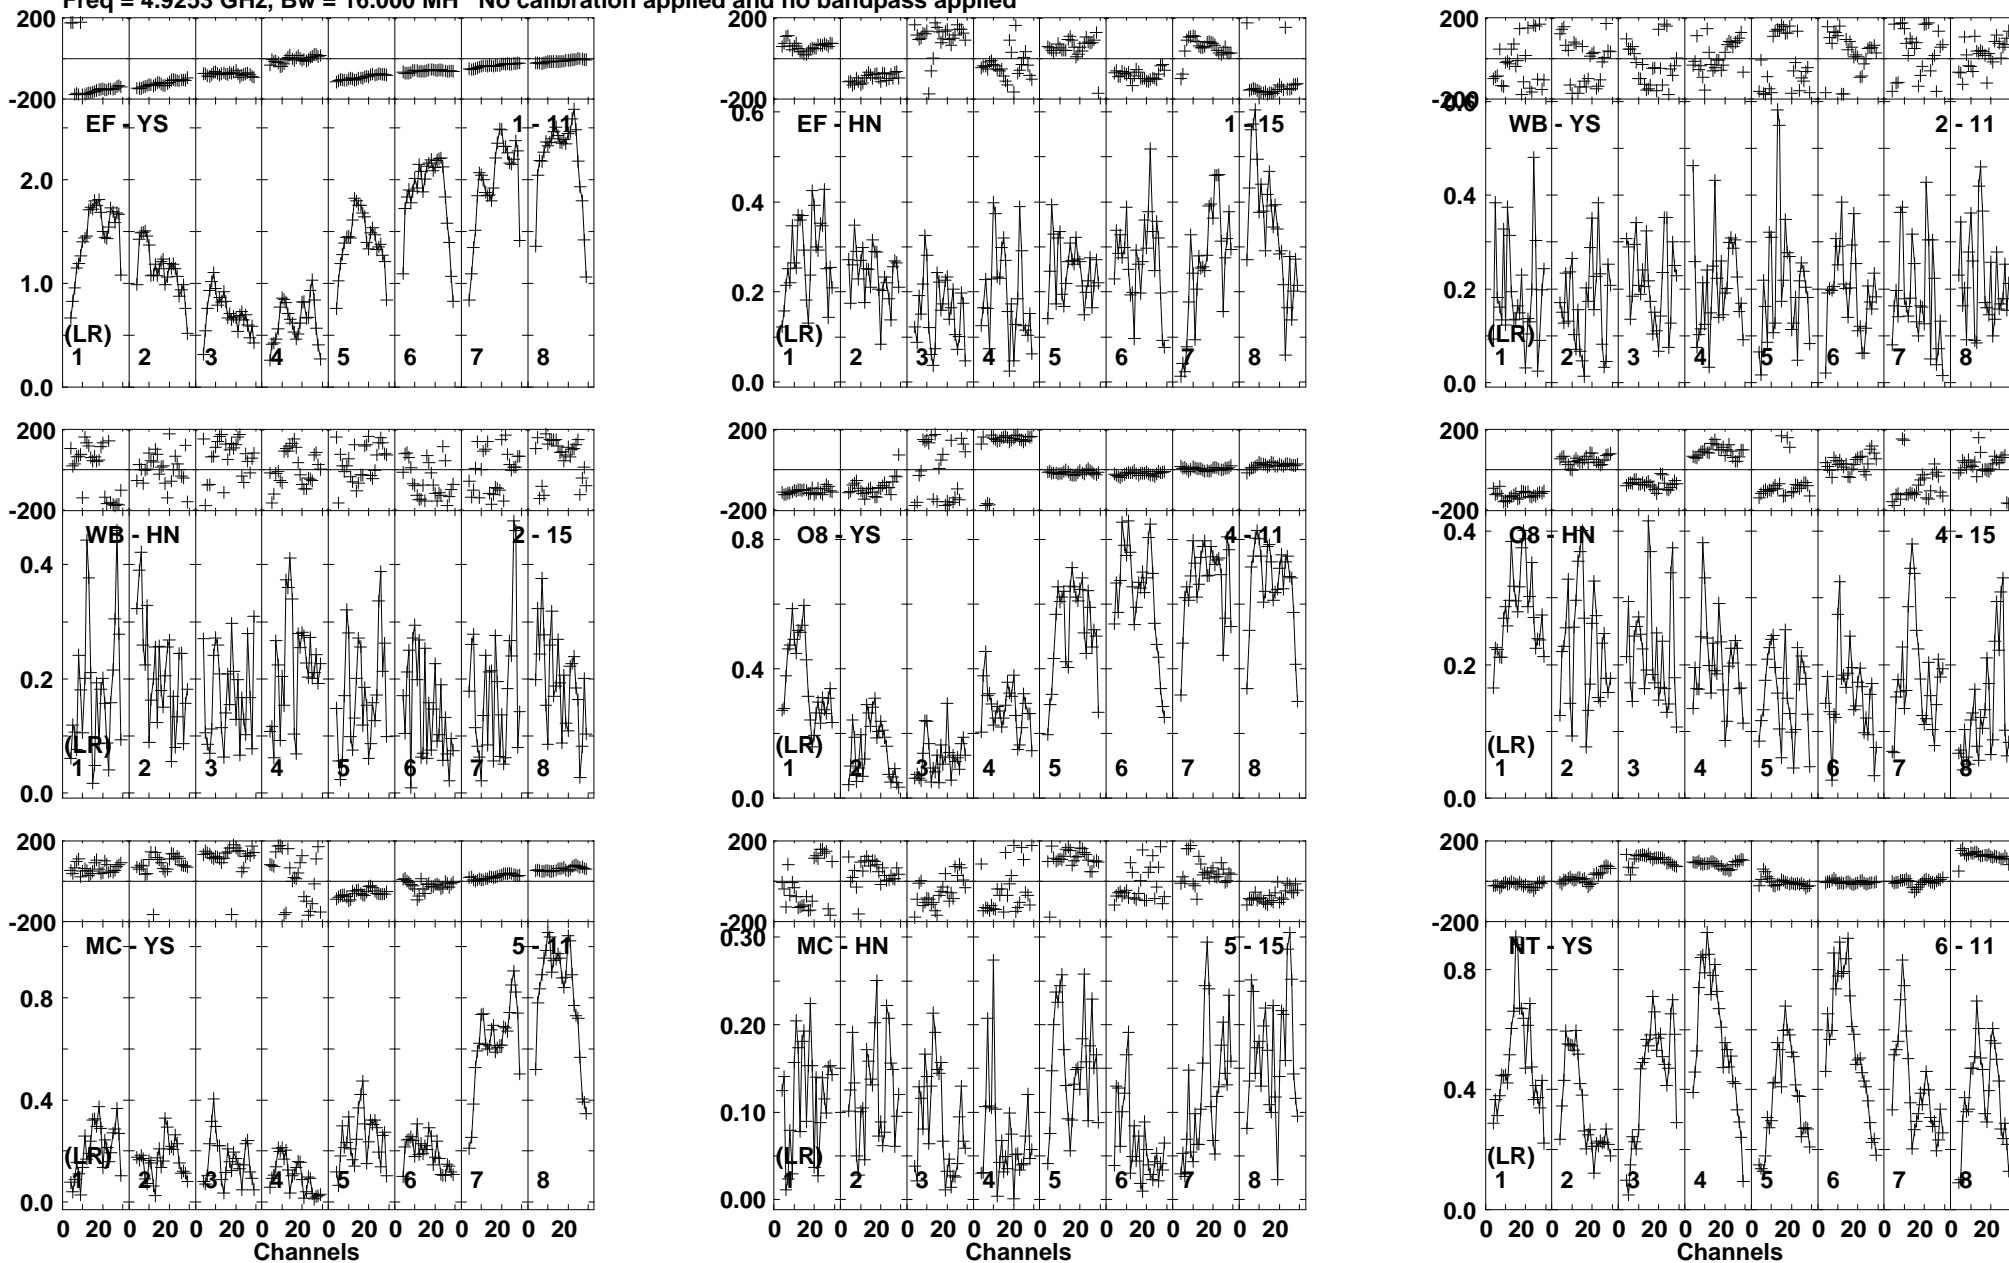 Freq = 4.9253 GHz, Bw = 16.000 MH No calibration applied and no bandpass applied
200 200 200
-200 -200 -200
EF - YS 1 - 11 EF - HN 1 - 15 WB - YS 2 - 11
0.6 0.6
2.0 0.4 0.4
1.0 0.2 0.2
(LR) (LR) (LR)
1 2 3 4 5 6 7 8 1 2 3 4 5 6 7 8 1 2 3 4 5 6 7 8
0.0 0.0 0.0
200 200 200
-200 -200 -200
WB - HN 2 - 15 O8 - YS 4 - 11 O8 - HN 4 - 15
0.4 0.8 0.4
0.2 0.4 0.2
(LR) (LR) (LR)
1 2 3 4 5 6 7 8 1 2 3 4 5 6 7 8 1 2 3 4 5 6 7 8
0.0 0.0 0.0
200 200 200
-200 -200 -200
MC - YS 5 - 11 MC - HN 5 - 15 NT - YS 6 - 11
0.30
0.8 0.20 0.8
0.4 0.10 0.4
(LR) (LR) (LR)
1 2 3 4 5 6 7 8 1 2 3 4 5 6 7 8 1 2 3 4 5 6 7 8
0.0 0.00 0.0
0 20 0 20 0 20 0 20 0 20 0 20 0 20 0 20 0 20 0 20 0 20 0 20 0 20 0 20 0 20 0 20 0 20 0 20 0 20 0 20 0 20 0 20 0 20 0 20
Channels Channels Channels